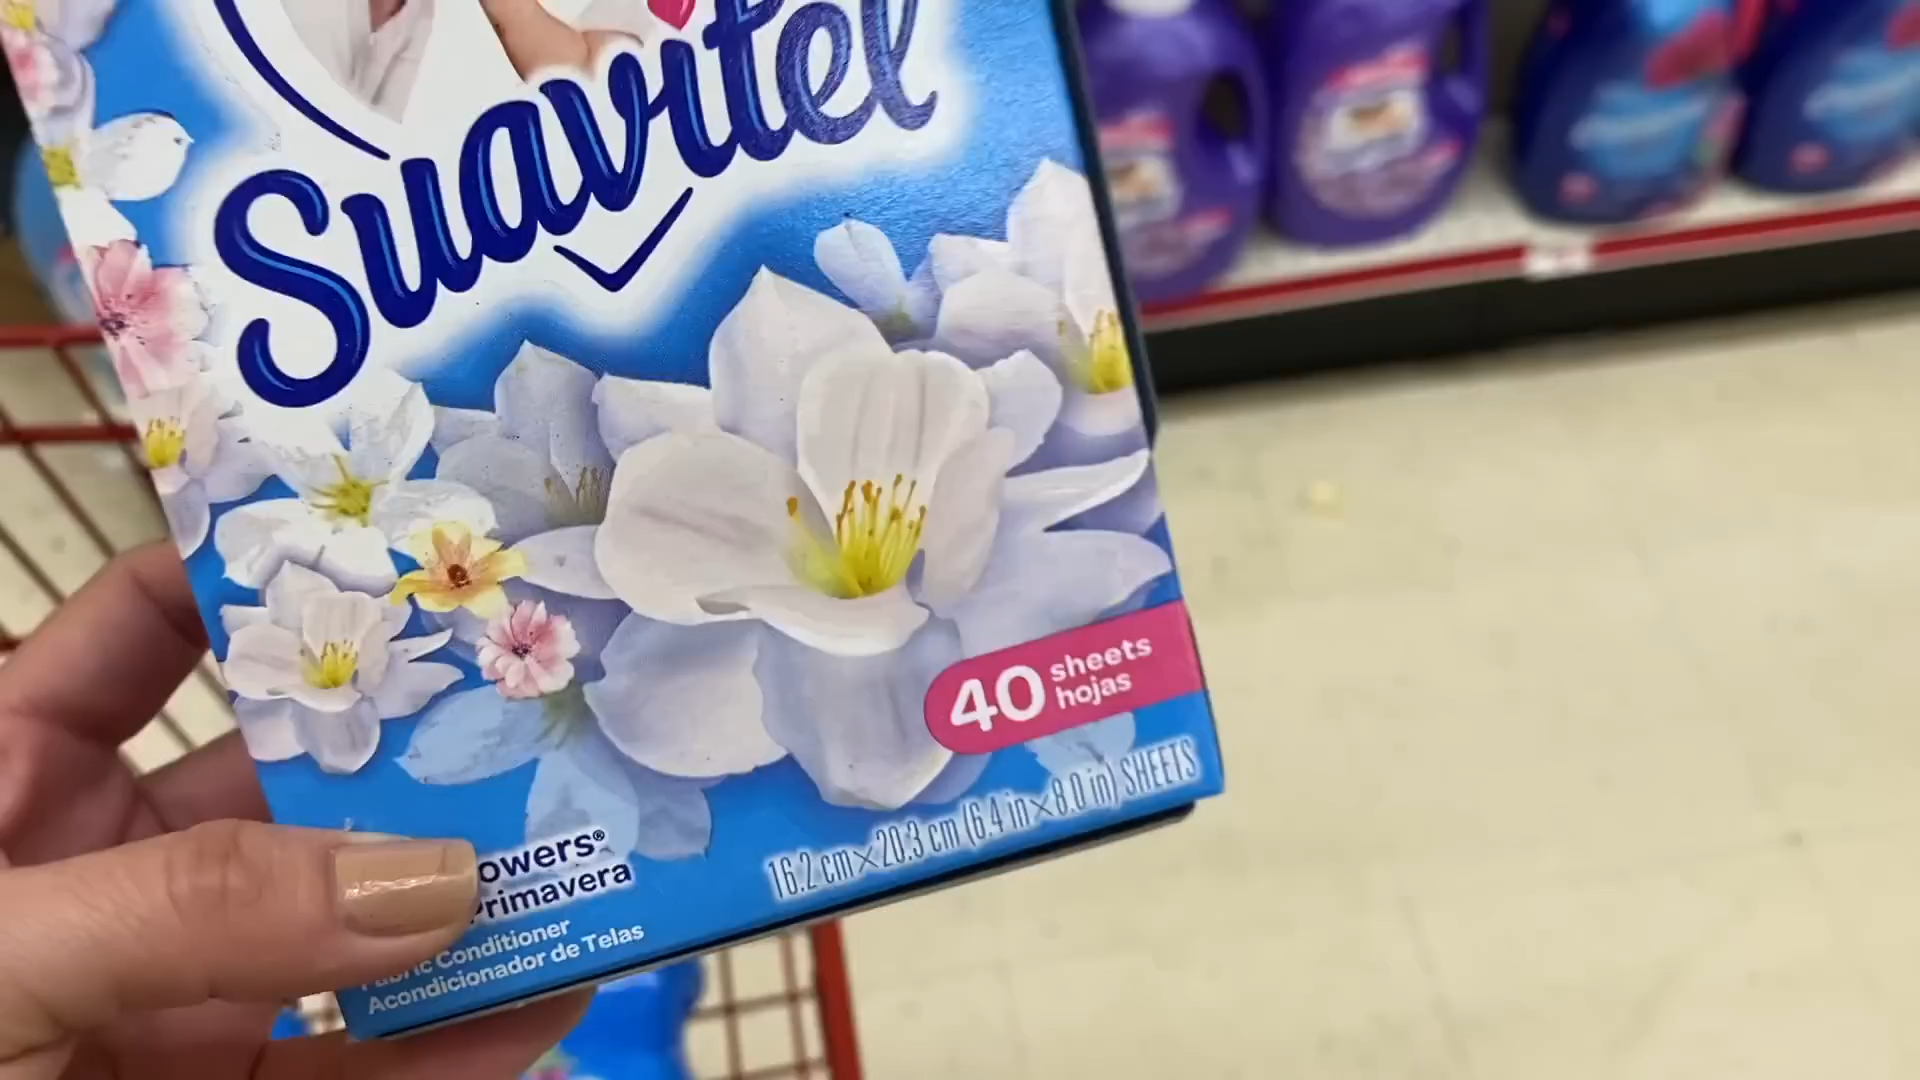 Suavitel
40 sheets
hojas
16.2 cm×20.3 cm (6.4 in×8.0 in) SHEETS
owers®
Primavera
Fabric Conditioner
Acondicionador de Telas